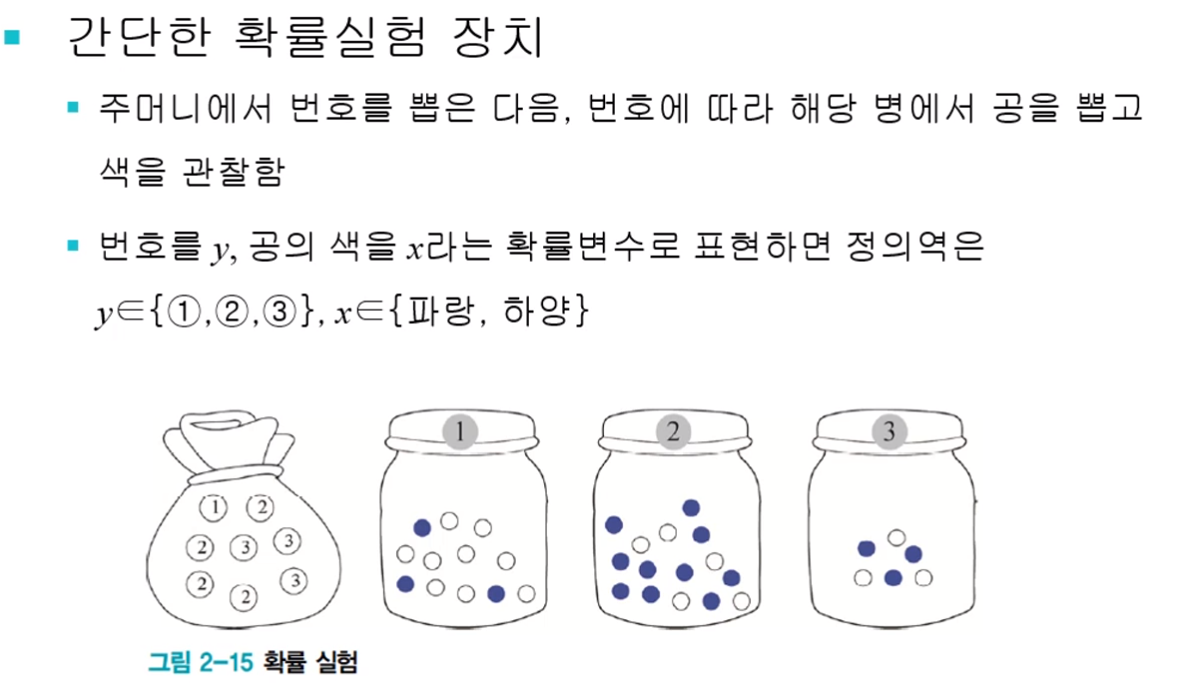 간단한 확률실험 장치
주머니에서 번호를 뽑은 다음, 번호에 따라 해당 병에서 공을 뽑고
색을 관찰함
번호를 y, 공의 색을 x라는 확률변수로 표현하면 정의역은
y∈{①,②,③}, x∈{파랑, 하양}
1 2 3
1 2
2 3 3
2 2 3
그림 2-15 확률 실험